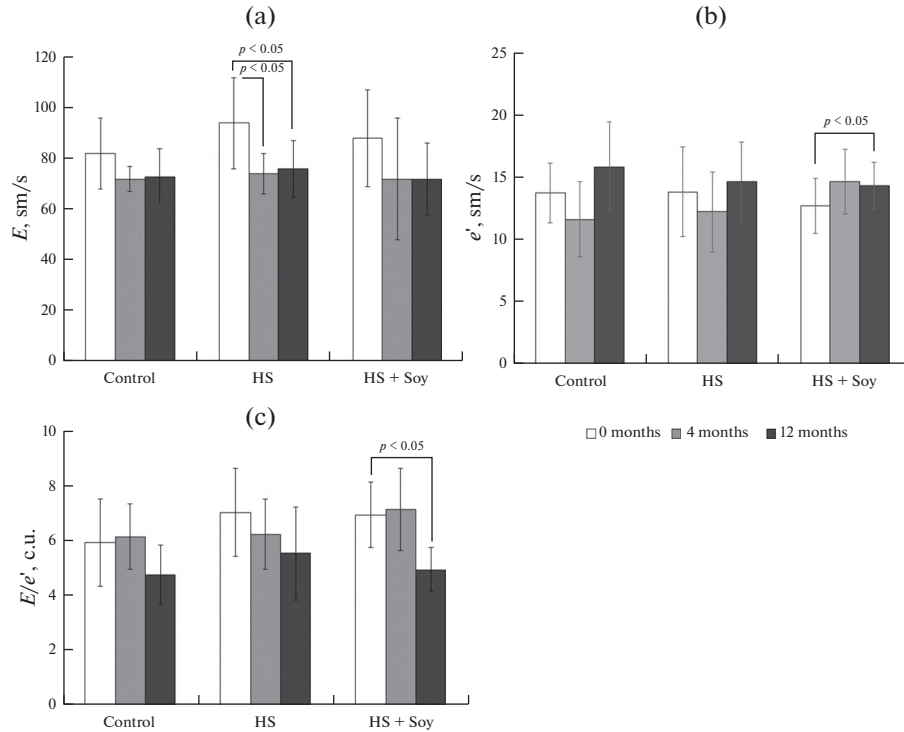 (a)
E, sm/s
120
100
80
60
40
20
0
p < 0.05
p < 0.05
Control
HS
HS + Soy
(b)
e', sm/s
25
20
15
10
5
0
p < 0.05
Control
HS
HS + Soy
0 months 4 months 12 months
(c)
E/e', c.u.
10
8
6
4
2
0
p < 0.05
Control
HS
HS + Soy